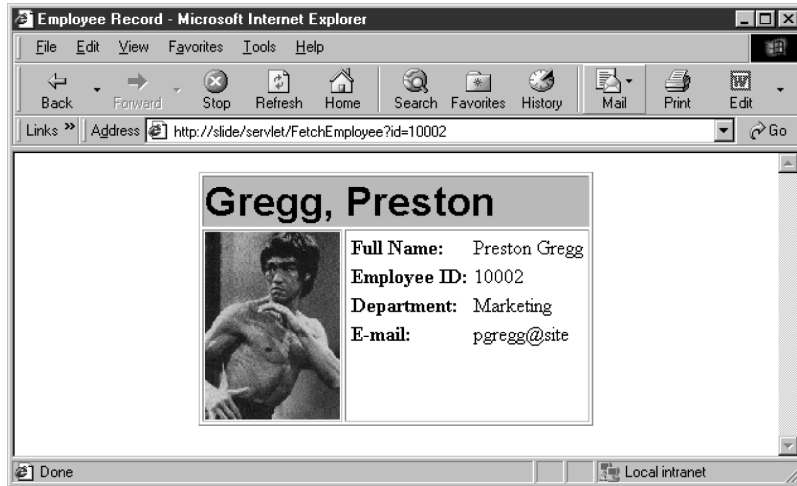 Employee Record - Microsoft Internet Explorer
File Edit View Favorites Tools Help
Back Forward Stop Refresh Home Search Favorites History Mail Print Edit
Links » Address http://slide/servlet/FetchEmployee?id=10002 Go
Gregg, Preston
Full Name: Preston Gregg
Employee ID: 10002
Department: Marketing
E-mail: pgregg@site
Done Local intranet